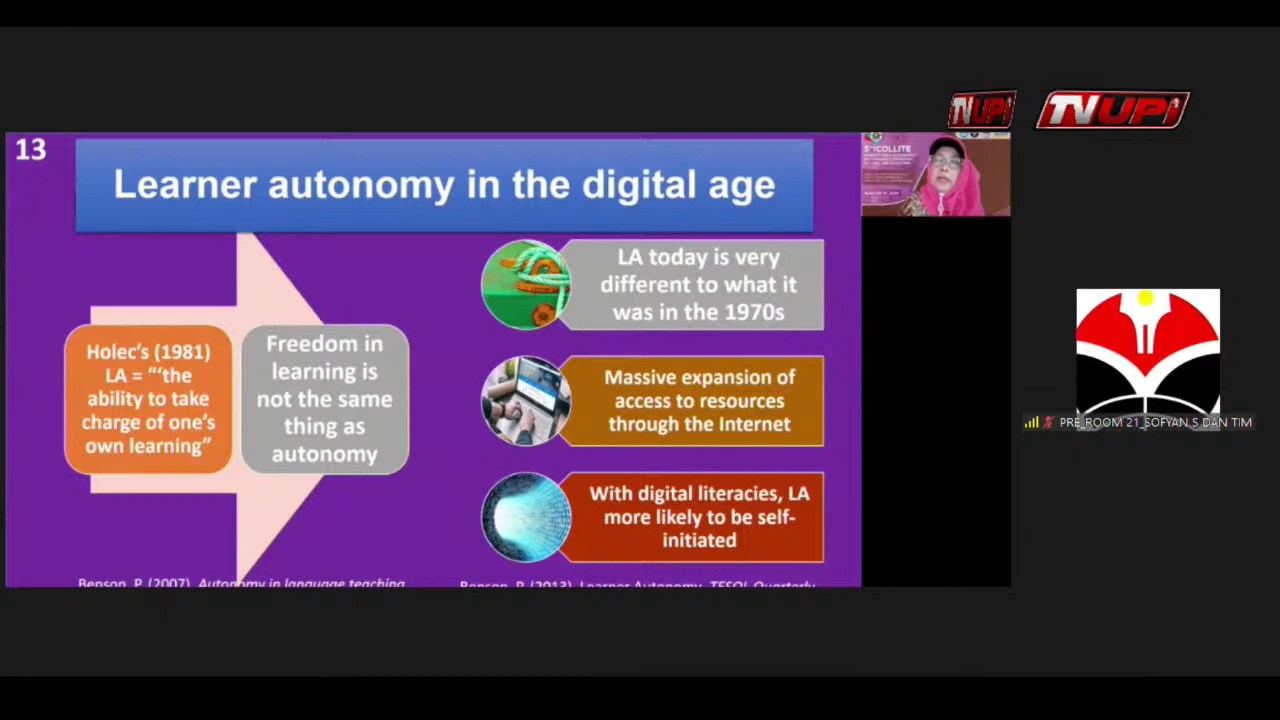 TVUPI
TVUPI
13
Learner autonomy in the digital age
Holec's (1981)
LA = "'the
ability to take
charge of one's
own learning"
Freedom in
learning is
not the same
thing as
autonomy
LA today is very
different to what it
was in the 1970s
Massive expansion of
access to resources
through the Internet
With digital literacies, LA
more likely to be self-
initiated
Benson, P. (2007). Autonomy in language teaching
Benson, P. (2013). Learner Autonomy. TESOL Quarterly
5th ICOLLITE
PRE_ROOM 21_SOFYAN S DAN TIM